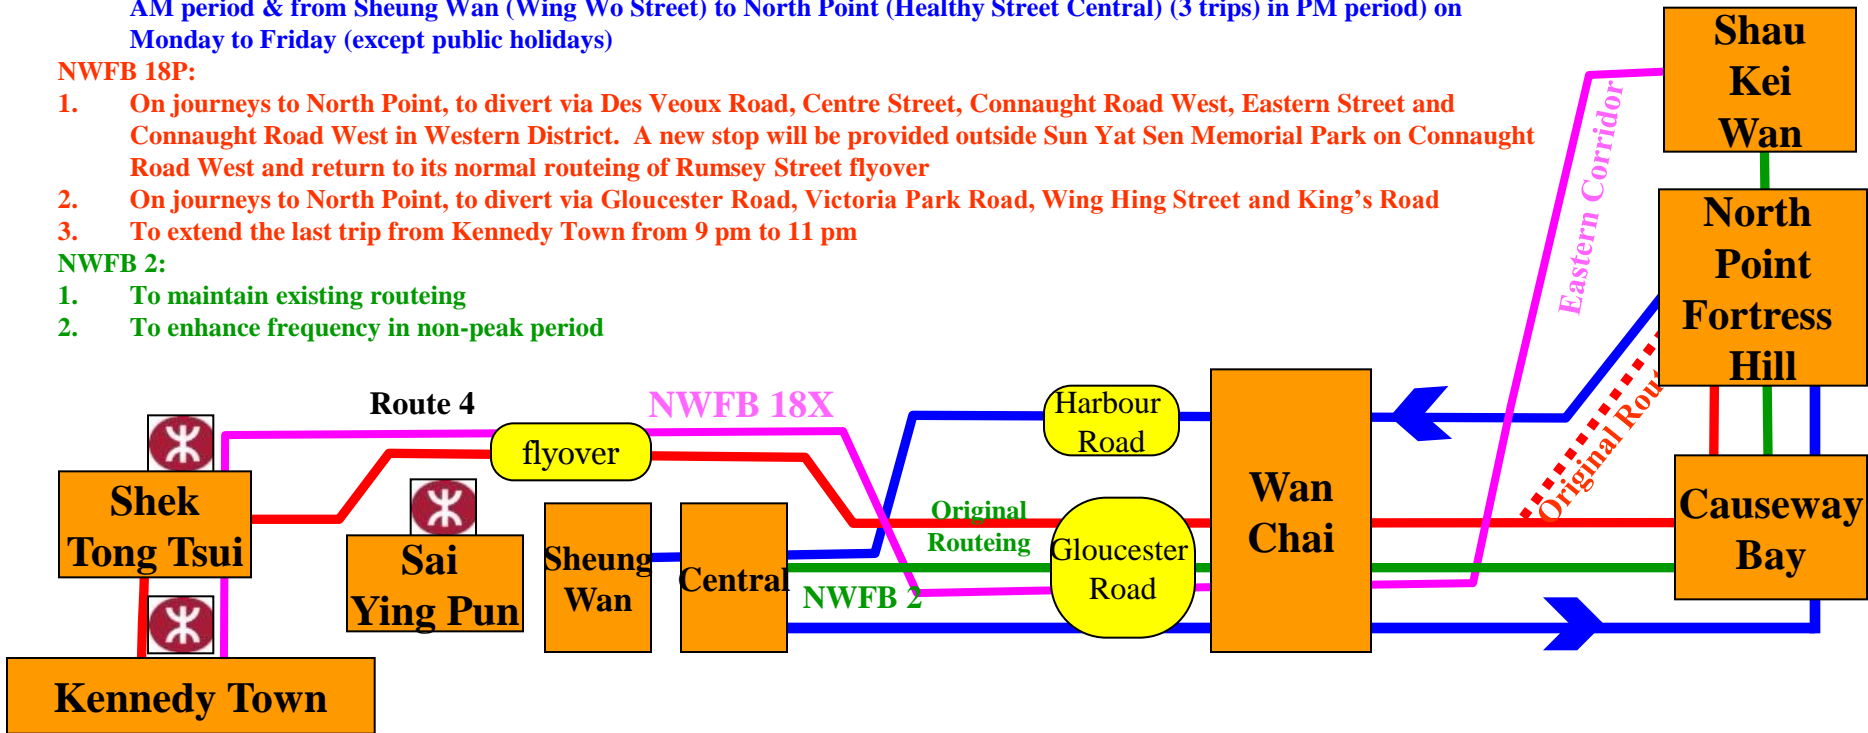 AM period & from Sheung Wan (Wing Wo Street) to North Point (Healthy Street Central) (3 trips) in PM period) on
Monday to Friday (except public holidays)
NWFB 18P:
1. On journeys to North Point, to divert via Des Veoux Road, Centre Street, Connaught Road West, Eastern Street and
Connaught Road West in Western District. A new stop will be provided outside Sun Yat Sen Memorial Park on Connaught
Road West and return to its normal routeing of Rumsey Street flyover
2. On journeys to North Point, to divert via Gloucester Road, Victoria Park Road, Wing Hing Street and King's Road
3. To extend the last trip from Kennedy Town from 9 pm to 11 pm
NWFB 2:
1. To maintain existing routeing
2. To enhance frequency in non-peak period
Shau
Kei
Wan
Eastern Corridor
North
Point
Fortress
Hill
Original Rout
Route 4
NWFB 18X
flyover
Harbour
Road
Shek
Tong Tsui
Sai
Ying Pun
Sheung
Wan
Central
Original
Routeing
NWFB 2
Gloucester
Road
Wan
Chai
Causeway
Bay
Kennedy Town